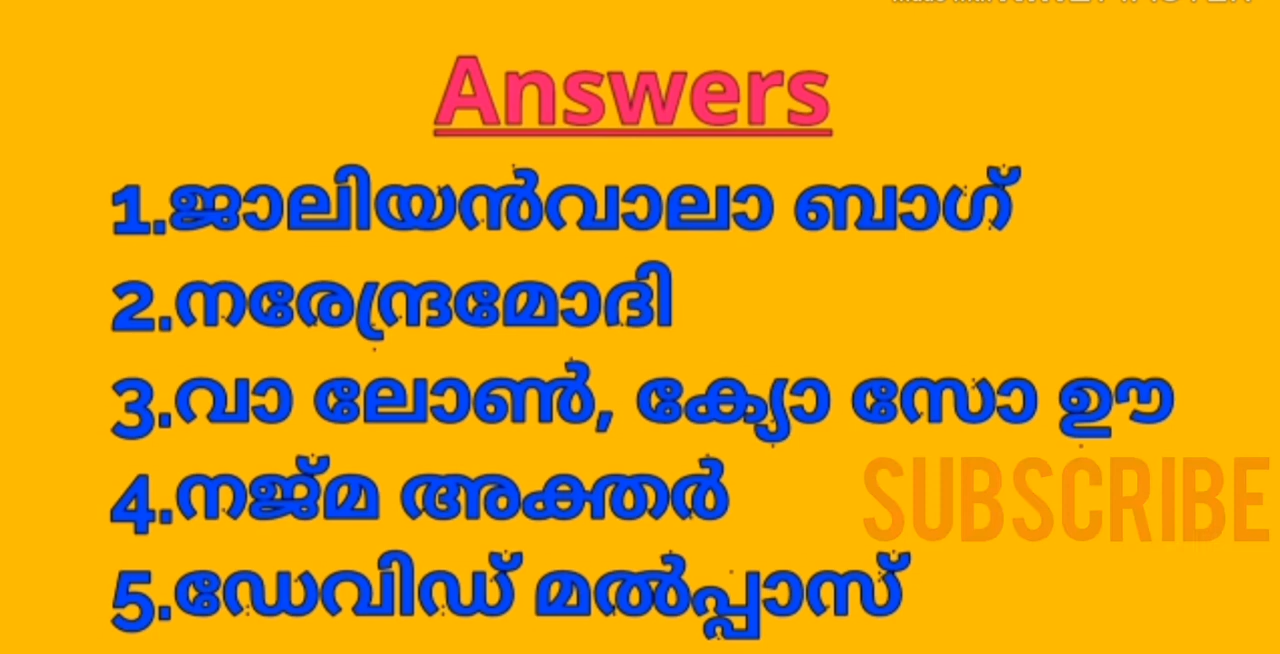 Answers
1.ജാലിയൻവാലാ ബാഗ്
2.നരേന്ദ്രമോദി
3.വാ ലോൺ, ക്യോ സോ ഊ
4.നജ്മ അക്തർ
SUBSCRIBE
5.ഡേവിഡ് മൽപ്പാസ്